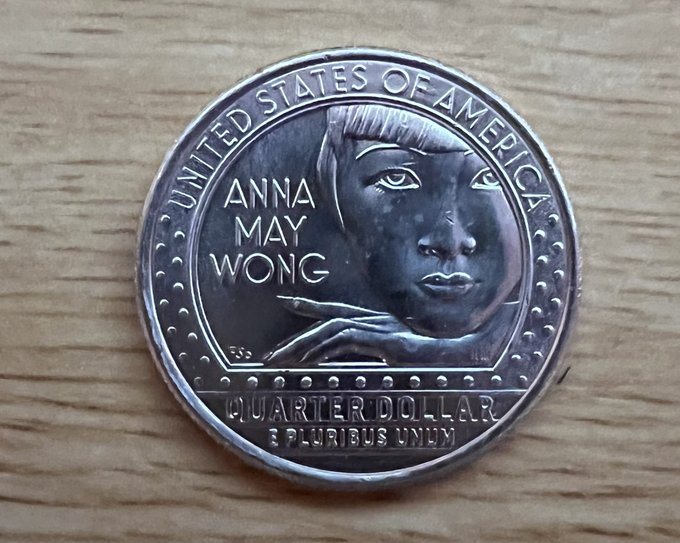 UNITED STATES OF AMERICA
ANNA
MAY
WONG
QUARTER DOLLAR
E PLURIBUS UNUM